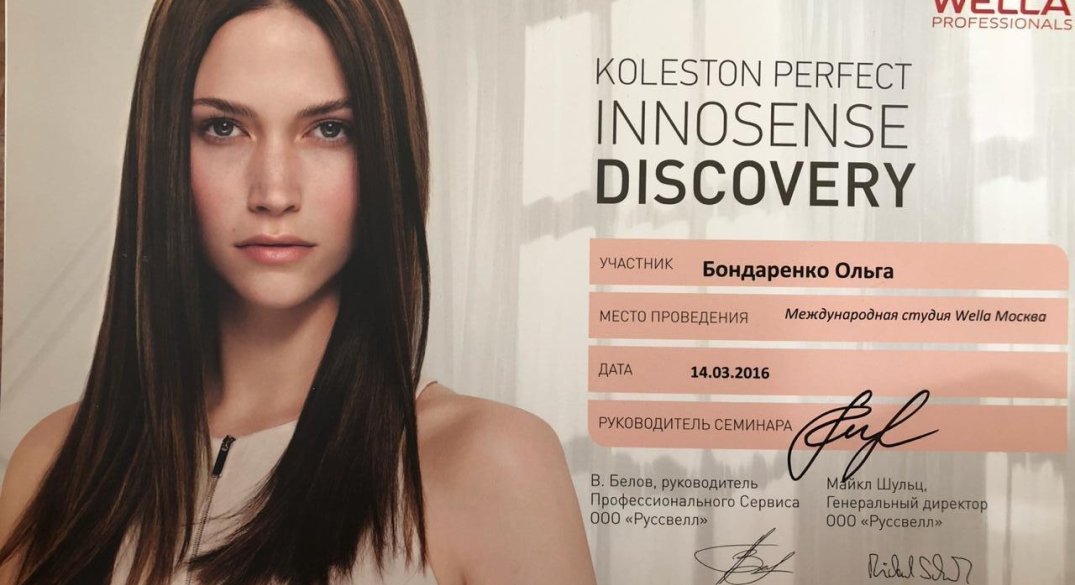 WELLA
PROFESSIONALS
KOLESTON PERFECT
INNOSENSE
DISCOVERY
УЧАСТНИК Бондаренко Ольга
МЕСТО ПРОВЕДЕНИЯ Международная студия Wella Москва
ДАТА 14.03.2016
РУКОВОДИТЕЛЬ СЕМИНАРА
В. Белов, руководитель
Профессионального Сервиса
ООО «Руссвелл»
Майкл Шульц,
Генеральный директор
ООО «Руссвелл»